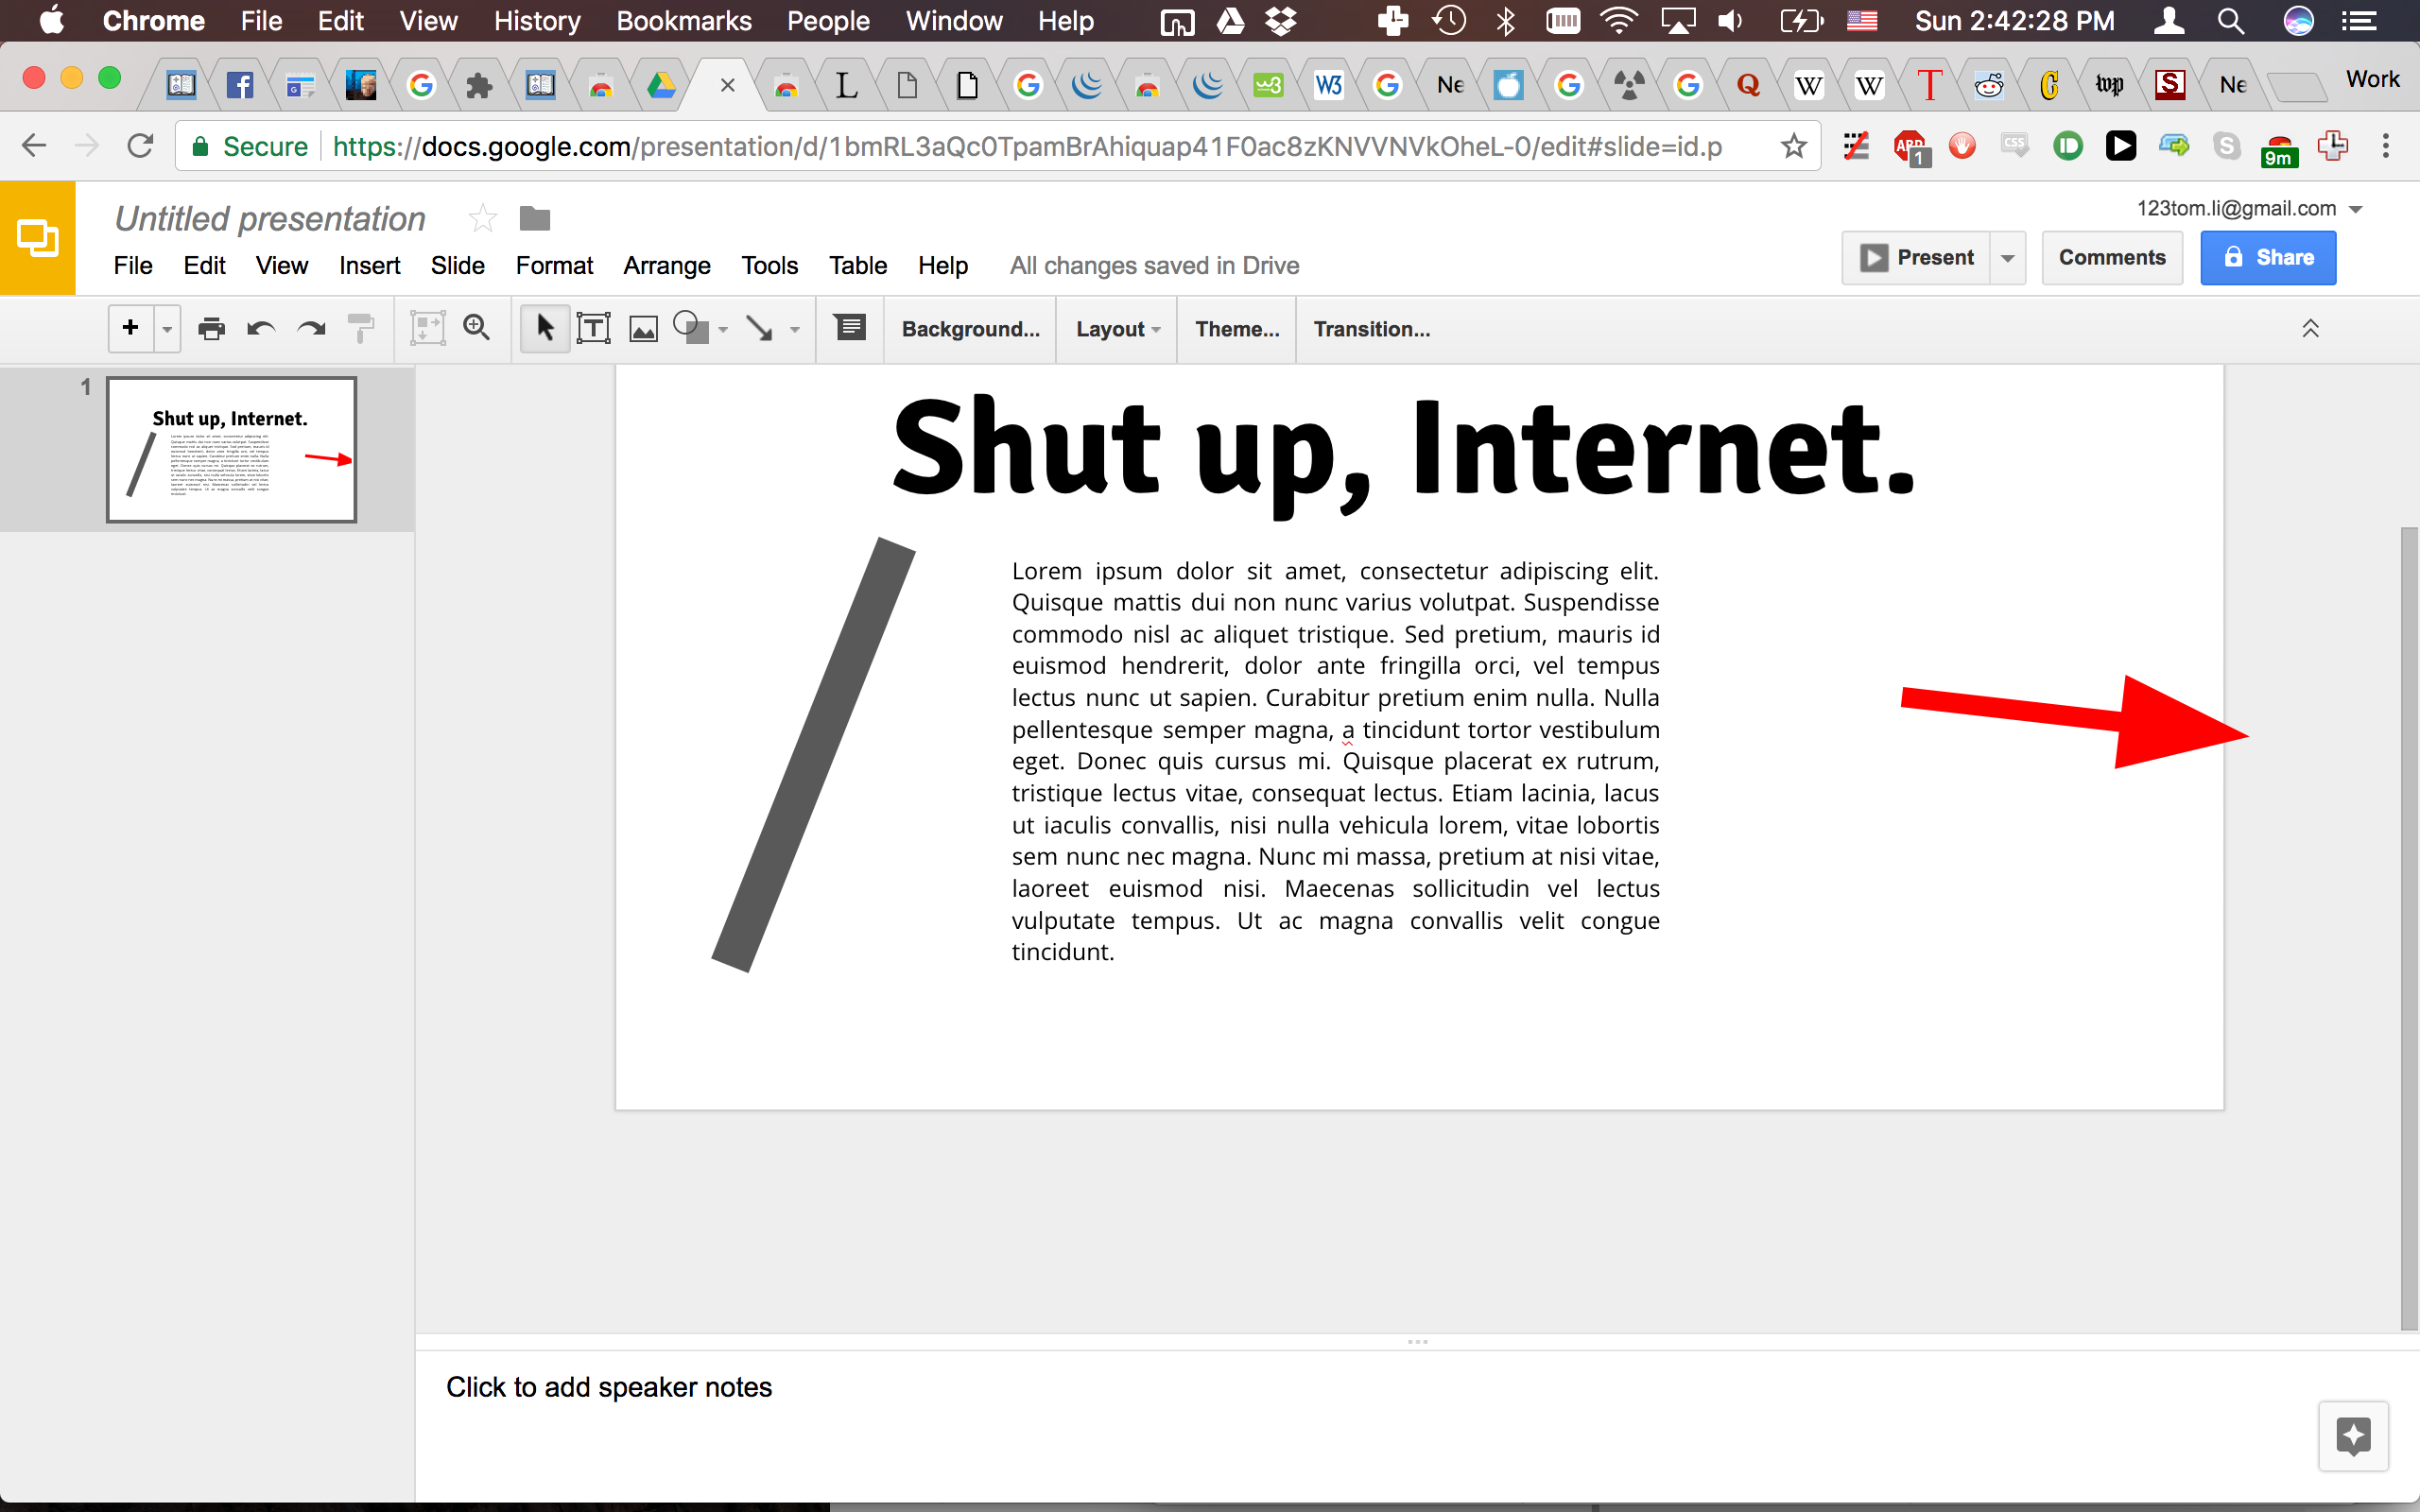 Chrome File Edit View History Bookmarks People Window Help Sun 2:42:28 PM
L W3 Ne Q W W T wp S Ne Work
Secure https://docs.google.com/presentation/d/1bmRL3aQc0TpamBrAhiquap41F0ac8zKNVVNVkOheL-0/edit#slide=id.p ABP 1 CSS S 9m
Untitled presentation
123tom.li@gmail.com
File Edit View Insert Slide Format Arrange Tools Table Help All changes saved in Drive
Present Comments Share
Background... Layout Theme... Transition...
1
Shut up, Internet.
Shut up, Internet.
Lorem ipsum dolor sit amet, consectetur adipiscing elit.
Quisque mattis dui non nunc varius volutpat. Suspendisse
commodo nisl ac aliquet tristique. Sed pretium, mauris id
euismod hendrerit, dolor ante fringilla orci, vel tempus
lectus nunc ut sapien. Curabitur pretium enim nulla. Nulla
pellentesque semper magna, a tincidunt tortor vestibulum
eget. Donec quis cursus mi. Quisque placerat ex rutrum,
tristique lectus vitae, consequat lectus. Etiam lacinia, lacus
ut iaculis convallis, nisi nulla vehicula lorem, vitae lobortis
sem nunc nec magna. Nunc mi massa, pretium at nisi vitae,
laoreet euismod nisi. Maecenas sollicitudin vel lectus
vulputate tempus. Ut ac magna convallis velit congue
tincidunt.
Click to add speaker notes